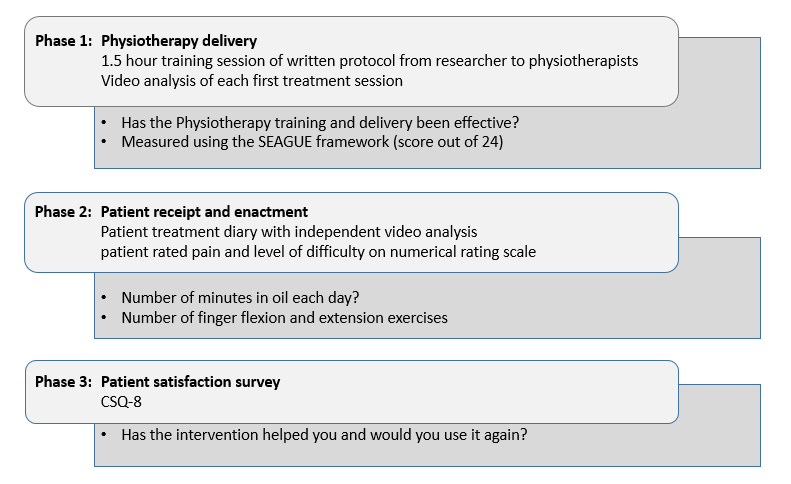 Phase 1: Physiotherapy delivery
1.5 hour training session of written protocol from researcher to physiotherapists
Video analysis of each first treatment session
• Has the Physiotherapy training and delivery been effective?
• Measured using the SEAGUE framework (score out of 24)
Phase 2: Patient receipt and enactment
Patient treatment diary with independent video analysis
patient rated pain and level of difficulty on numerical rating scale
• Number of minutes in oil each day?
• Number of finger flexion and extension exercises
Phase 3: Patient satisfaction survey
CSQ-8
• Has the intervention helped you and would you use it again?